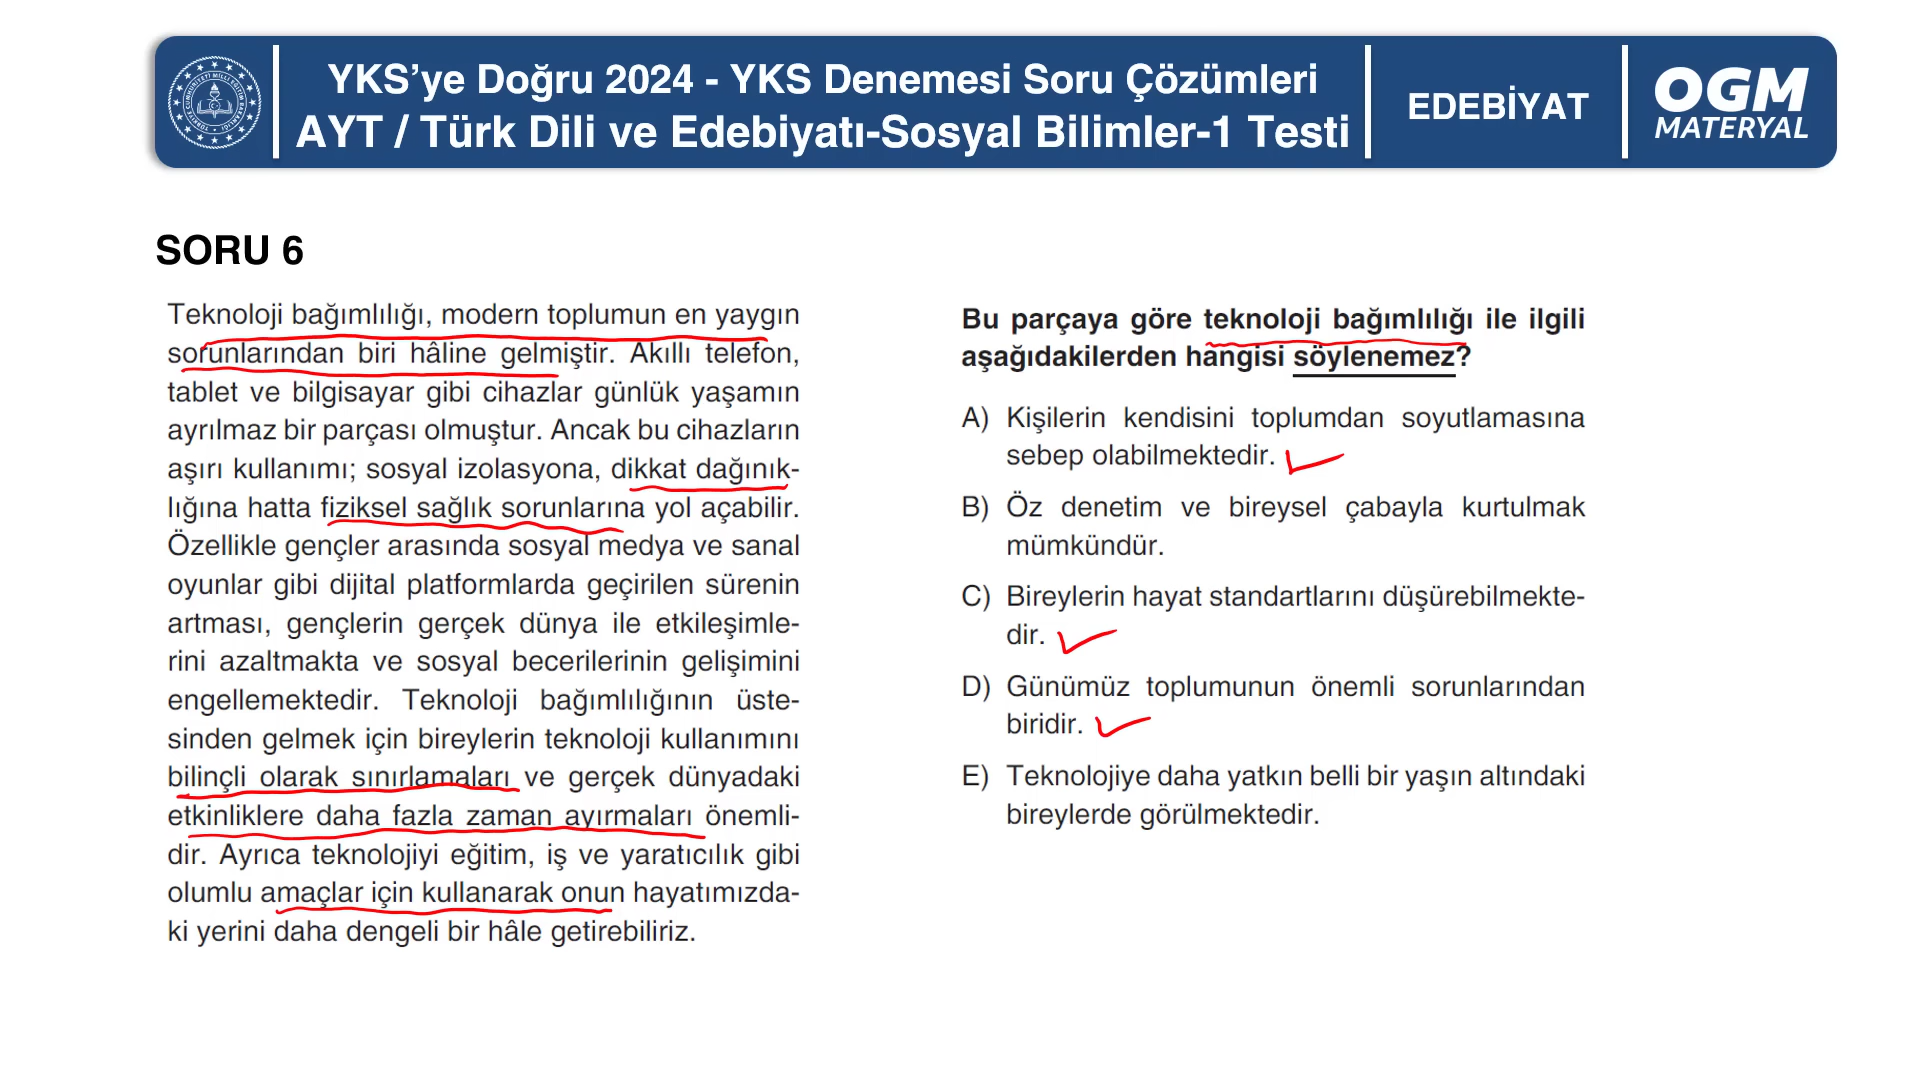 YKS'ye Doğru 2024 - YKS Denemesi Soru Çözümleri
AYT / Türk Dili ve Edebiyatı-Sosyal Bilimler-1 Testi
EDEBİYAT
OGM
MATERYAL
SORU 6
Teknoloji bağımlılığı, modern toplumun en yaygın
sorunlarından biri hâline gelmiştir. Akıllı telefon,
tablet ve bilgisayar gibi cihazlar günlük yaşamın
ayrılmaz bir parçası olmuştur. Ancak bu cihazların
aşırı kullanımı; sosyal izolasyona, dikkat dağınık-
lığına hatta fiziksel sağlık sorunlarına yol açabilir.
Özellikle gençler arasında sosyal medya ve sanal
oyunlar gibi dijital platformlarda geçirilen sürenin
artması, gençlerin gerçek dünya ile etkileşimle-
rini azaltmakta ve sosyal becerilerinin gelişimini
engellemektedir. Teknoloji bağımlılığının üste-
sinden gelmek için bireylerin teknoloji kullanımını
bilinçli olarak sınırlamaları ve gerçek dünyadaki
etkinliklere daha fazla zaman ayırmaları önemli-
dir. Ayrıca teknolojiyi eğitim, iş ve yaratıcılık gibi
olumlu amaçlar için kullanarak onun hayatımızda-
ki yerini daha dengeli bir hâle getirebiliriz.
Bu parçaya göre teknoloji bağımlılığı ile ilgili
aşağıdakilerden hangisi söylenemez?
A) Kişilerin kendisini toplumdan soyutlamasına
sebep olabilmektedir.
B) Öz denetim ve bireysel çabayla kurtulmak
mümkündür.
C) Bireylerin hayat standartlarını düşürebilmekte-
dir.
D) Günümüz toplumunun önemli sorunlarından
biridir.
E) Teknolojiye daha yatkın belli bir yaşın altındaki
bireylerde görülmektedir.